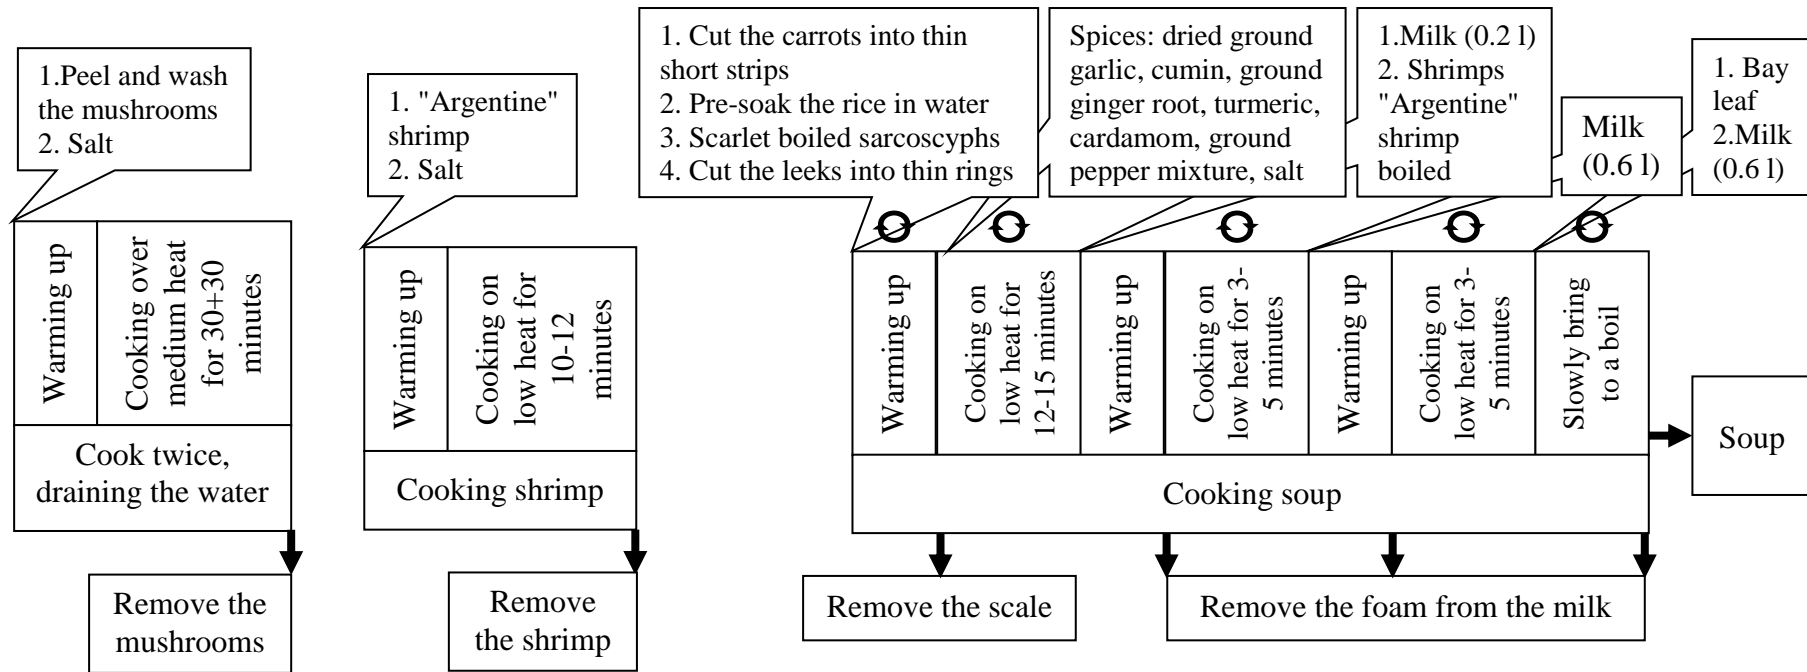 1.Peel and wash
the mushrooms
2. Salt
Warming up
Cooking over
medium heat
for 30+30
minutes
Cook twice,
draining the water
Remove the
mushrooms
1. "Argentine"
shrimp
2. Salt
Warming up
Cooking on
low heat for
10-12
minutes
Cooking shrimp
Remove
the shrimp
1. Cut the carrots into thin
short strips
2. Pre-soak the rice in water
3. Scarlet boiled sarcoscyphs
4. Cut the leeks into thin rings
Spices: dried ground
garlic, cumin, ground
ginger root, turmeric,
cardamom, ground
pepper mixture, salt
1.Milk (0.2 l)
2. Shrimps
"Argentine"
shrimp
boiled
Milk
(0.6 l)
1. Bay
leaf
2.Milk
(0.6 l)
Warming up
Cooking on
low heat for
12-15 minutes
Warming up
Cooking on
low heat for 3-
5 minutes
Warming up
Cooking on
low heat for 3-
5 minutes
Slowly bring
to a boil
Cooking soup
Soup
Remove the scale
Remove the foam from the milk